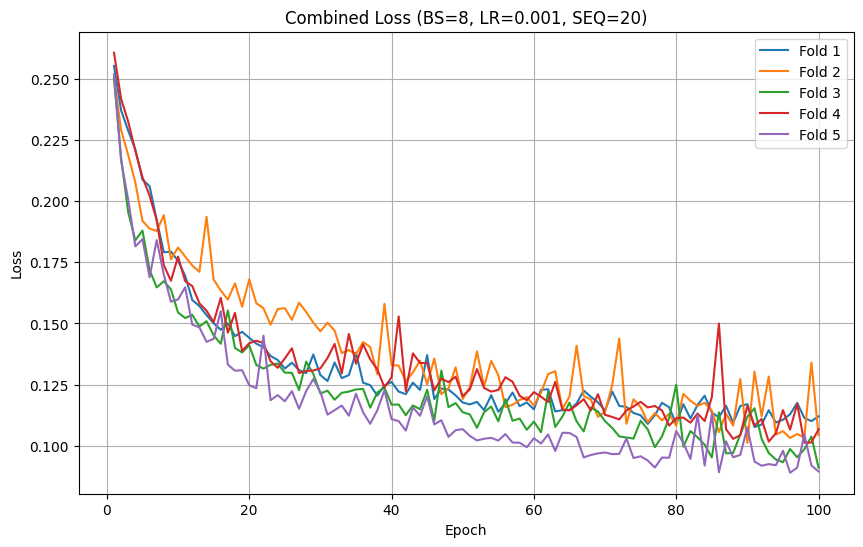 Combined Loss (BS=8, LR=0.001, SEQ=20)
Fold 1
Fold 2
Fold 3
Fold 4
Fold 5
Loss
0.250
0.225
0.200
0.175
0.150
0.125
0.100
0
20
40
60
80
100
Epoch